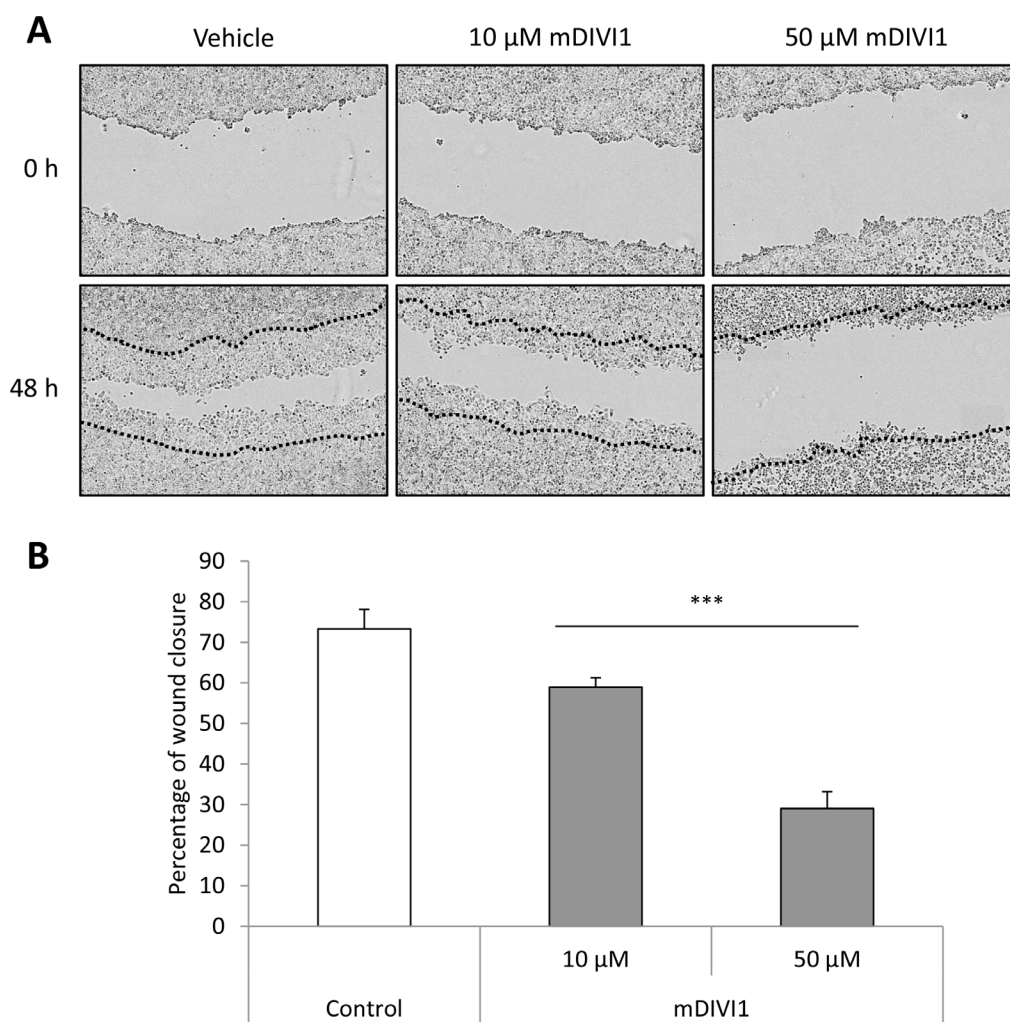 A
Vehicle
10 µM mDIVI1
50 µM mDIVI1
0 h
48 h
B
90
80
70
60
50
40
30
20
10
0
Percentage of wound closure
***
10 µM
50 µM
Control
mDIVI1